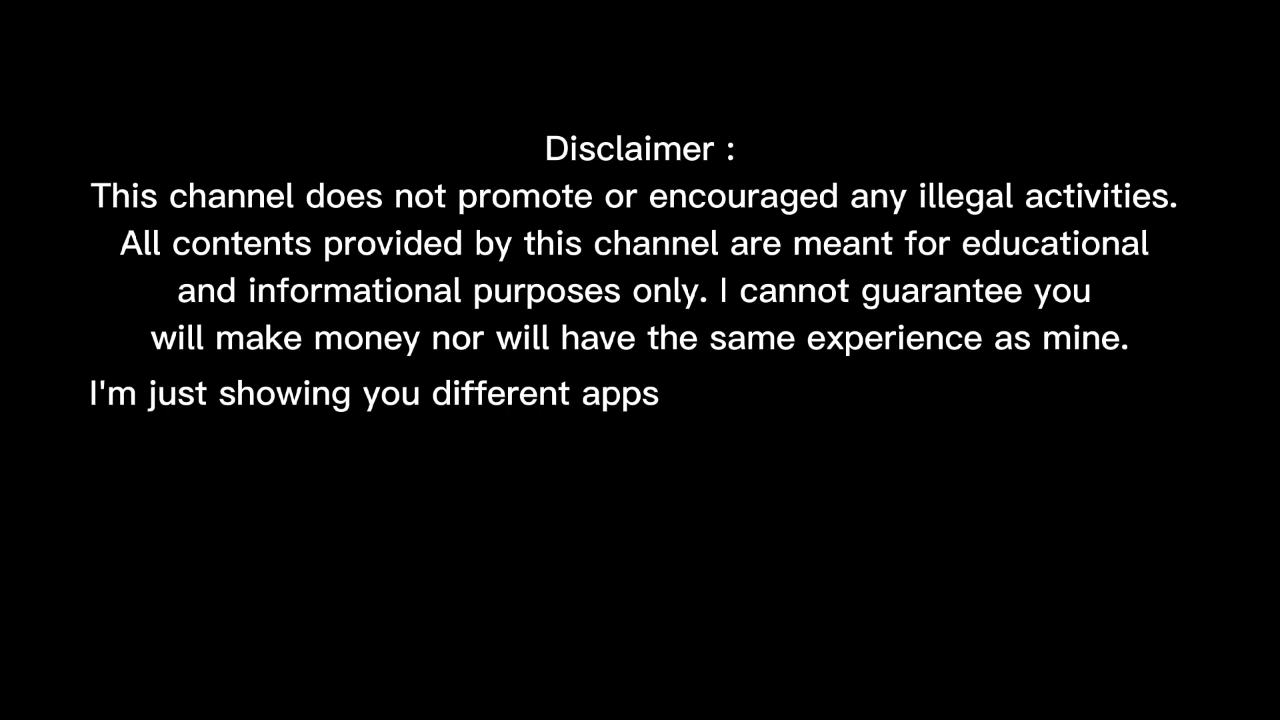 Disclaimer :
This channel does not promote or encouraged any illegal activities.
All contents provided by this channel are meant for educational
and informational purposes only. I cannot guarantee you
will make money nor will have the same experience as mine.
I'm just showing you different apps